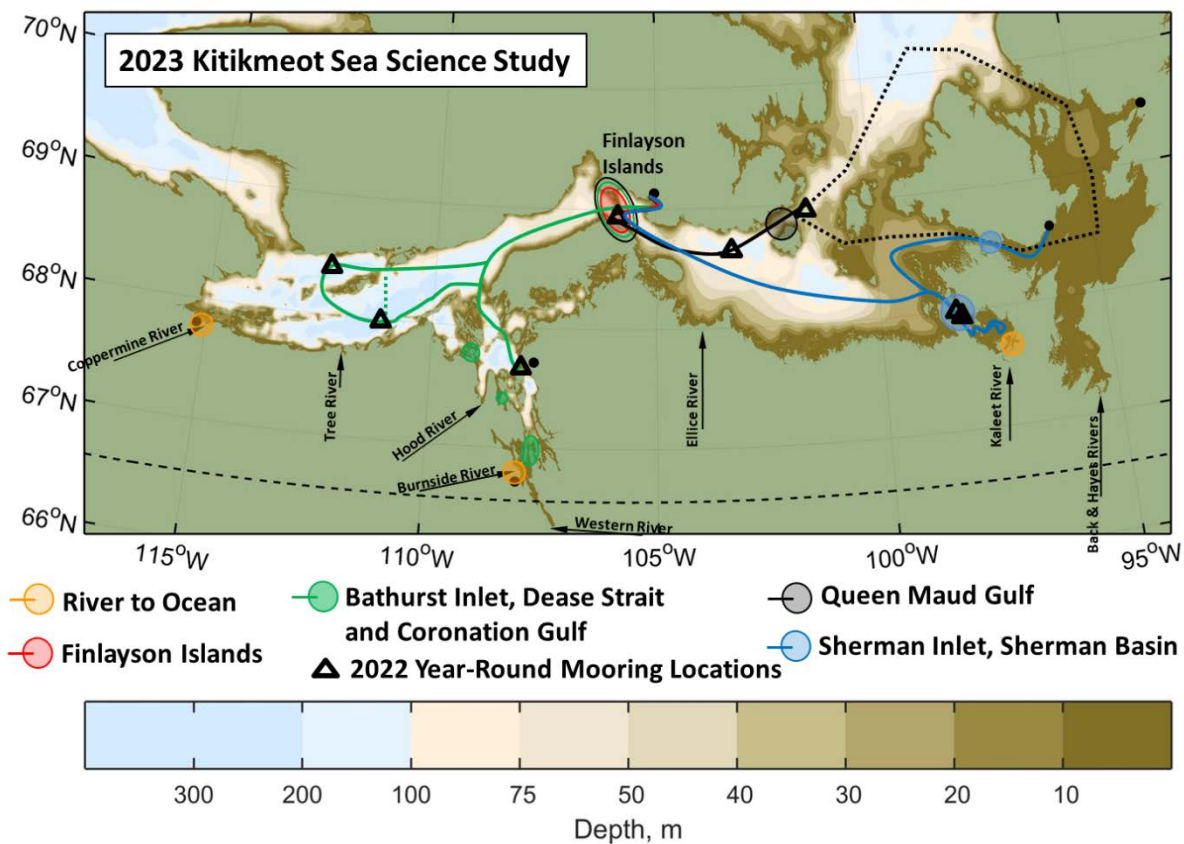 70°N
69°N
68°N
67°N
66°N
2023 Kitikmeot Sea Science Study
Finlayson
Islands
Coppermine River
Tree River
Hood River
Burnside River
Western River
Ellice River
Kaleet River
Back & Hayes Rivers
115°W
110°W
105°W
100°W
95°W
River to Ocean
Finlayson Islands
Bathurst Inlet, Dease Strait
and Coronation Gulf
2022 Year-Round Mooring Locations
Queen Maud Gulf
Sherman Inlet, Sherman Basin
300 200 100 75 50 40 30 20 10
Depth, m